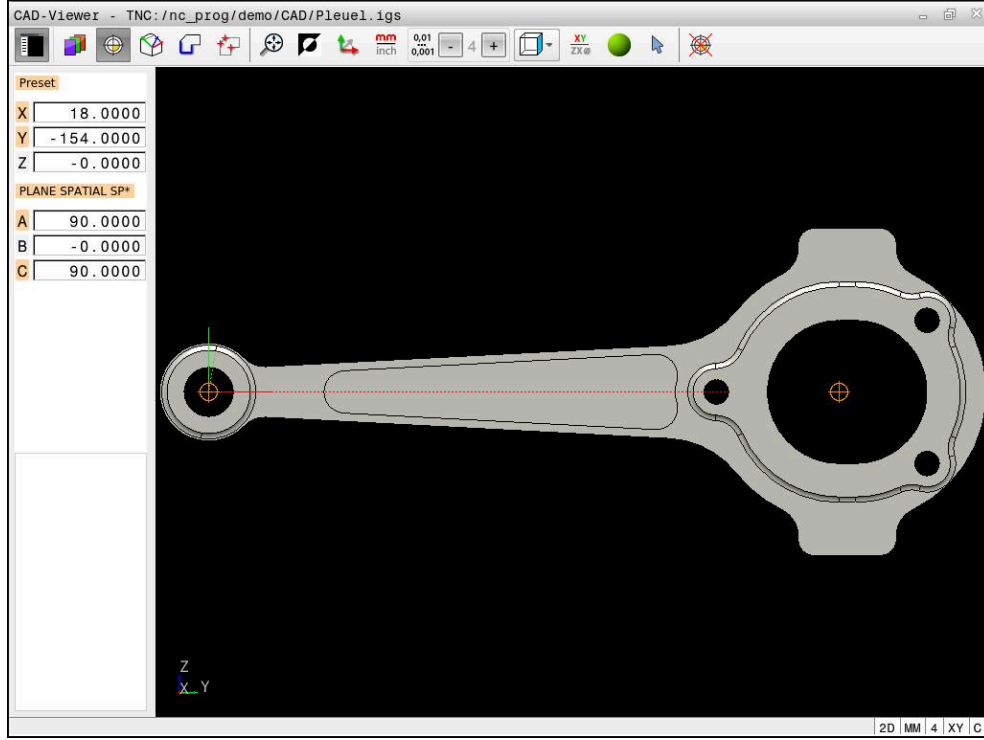 CAD-Viewer - TNC:/nc_prog/demo/CAD/Pleuel.igs
mm
inch
0,01
0,001
- 4 +
XY
ZX
Preset
X 18.0000
Y -154.0000
Z -0.0000
PLANE SPATIAL SP*
A 90.0000
B -0.0000
C 90.0000
Z
X Y
2D MM 4 XY C